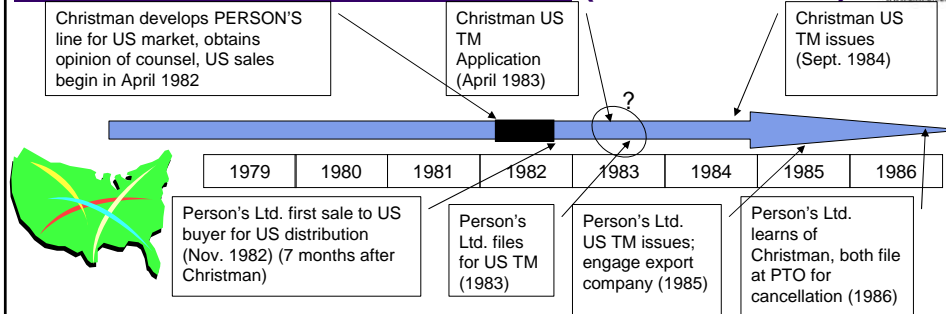 Christman develops PERSON'S
line for US market, obtains
opinion of counsel, US sales
begin in April 1982
Christman US
TM
Application
(April 1983)
Christman US
TM issues
(Sept. 1984)
?
1979 1980 1981 1982 1983 1984 1985 1986
Person's Ltd. first sale to US
buyer for US distribution
(Nov. 1982) (7 months after
Christman)
Person's
Ltd. files
for US TM
(1983)
Person's Ltd.
US TM issues;
engage export
company (1985)
Person's Ltd.
learns of
Christman, both file
at PTO for
cancellation (1986)